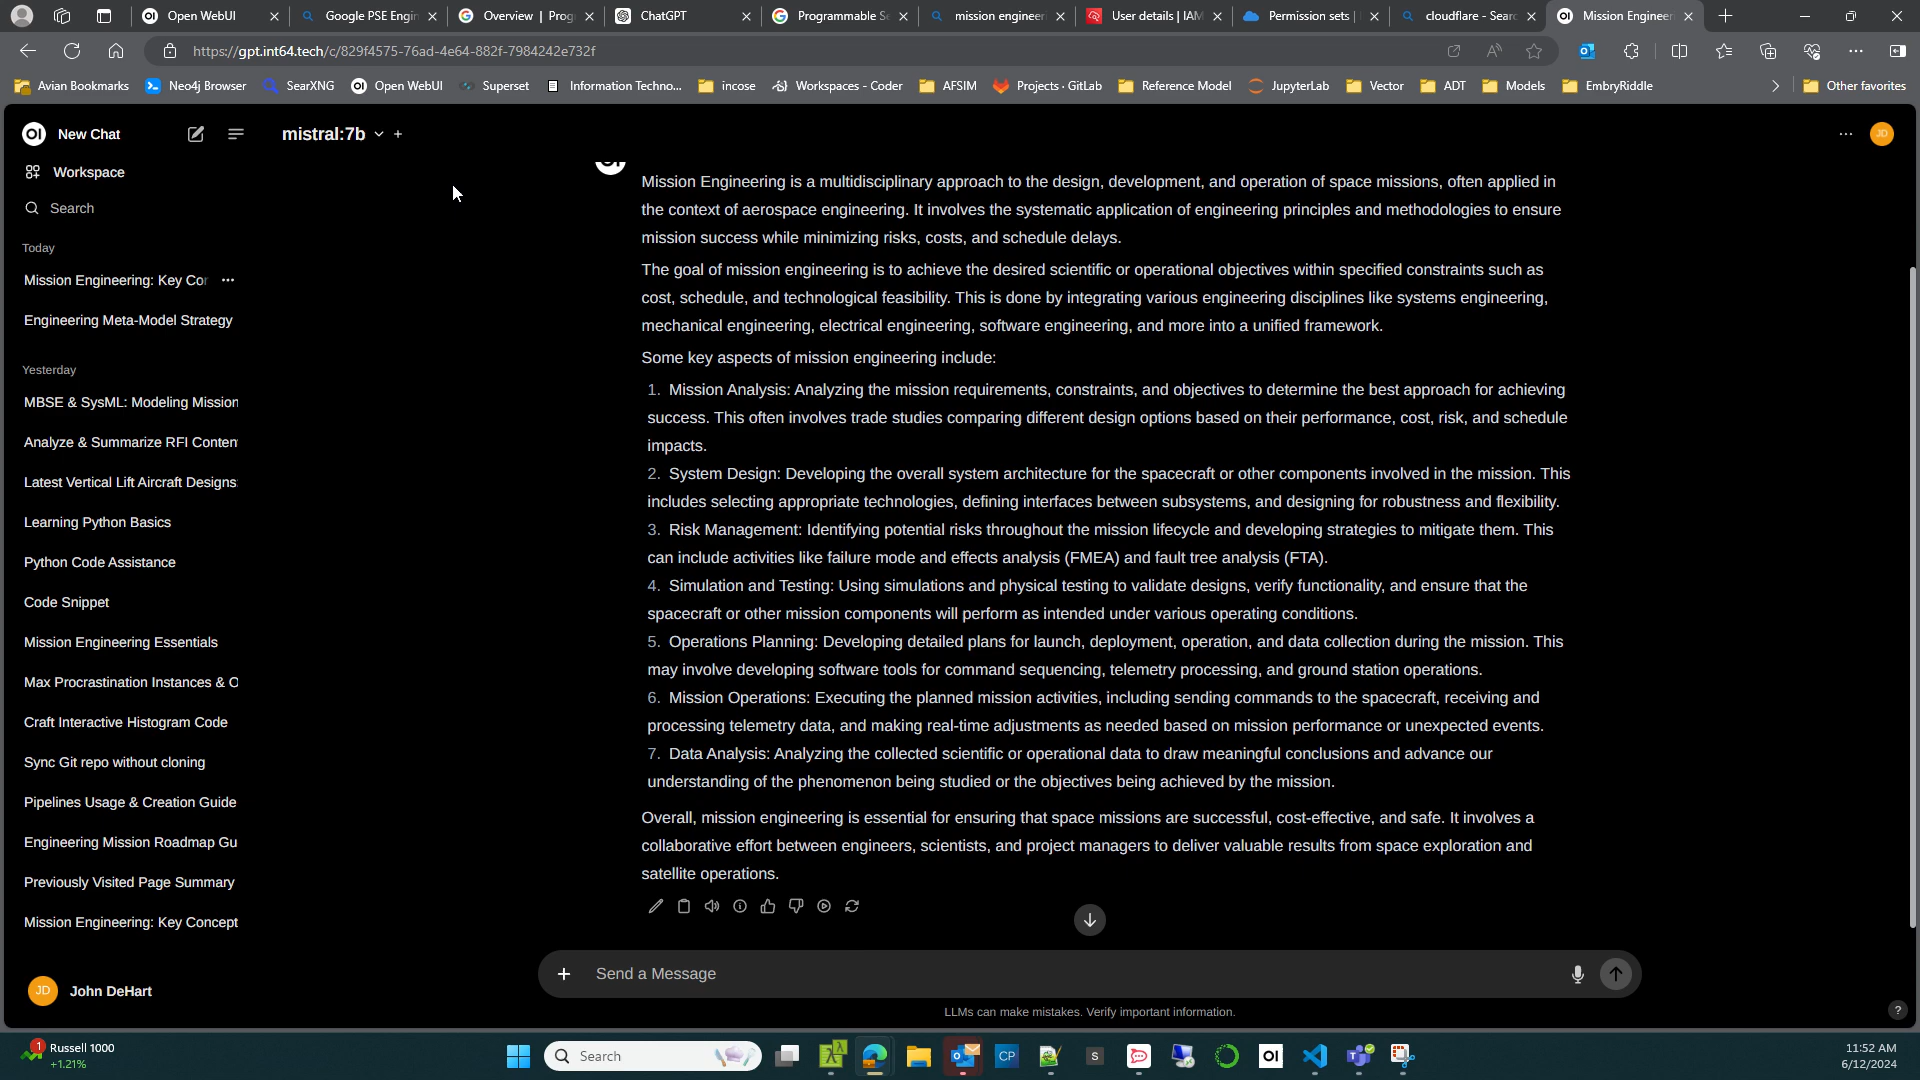 Open WebUI
Google PSE Engin
Overview | Prog
ChatGPT
Programmable Se
mission engineer
User details | IAM
Permission sets |
cloudflare - Searc
Mission Engineer
https://gpt.int64.tech/c/829f4575-76ad-4e64-882f-7984242e732f
Avian Bookmarks
Neo4j Browser
SearXNG
Open WebUI
Superset
Information Techno...
incose
Workspaces - Coder
AFSIM
Projects · GitLab
Reference Model
JupyterLab
Vector
ADT
Models
EmbryRiddle
Other favorites
OI New Chat
mistral:7b
JD
Workspace
Search
Today
Mission Engineering: Key Cor
Engineering Meta-Model Strategy
Yesterday
MBSE & SysML: Modeling Mission
Analyze & Summarize RFI Conten
Latest Vertical Lift Aircraft Designs
Learning Python Basics
Python Code Assistance
Code Snippet
Mission Engineering Essentials
Max Procrastination Instances & C
Craft Interactive Histogram Code
Sync Git repo without cloning
Pipelines Usage & Creation Guide
Engineering Mission Roadmap Gu
Previously Visited Page Summary
Mission Engineering: Key Concept
JD John DeHart
Mission Engineering is a multidisciplinary approach to the design, development, and operation of space missions, often applied in
the context of aerospace engineering. It involves the systematic application of engineering principles and methodologies to ensure
mission success while minimizing risks, costs, and schedule delays.
The goal of mission engineering is to achieve the desired scientific or operational objectives within specified constraints such as
cost, schedule, and technological feasibility. This is done by integrating various engineering disciplines like systems engineering,
mechanical engineering, electrical engineering, software engineering, and more into a unified framework.
Some key aspects of mission engineering include:
1. Mission Analysis: Analyzing the mission requirements, constraints, and objectives to determine the best approach for achieving
success. This often involves trade studies comparing different design options based on their performance, cost, risk, and schedule
impacts.
2. System Design: Developing the overall system architecture for the spacecraft or other components involved in the mission. This
includes selecting appropriate technologies, defining interfaces between subsystems, and designing for robustness and flexibility.
3. Risk Management: Identifying potential risks throughout the mission lifecycle and developing strategies to mitigate them. This
can include activities like failure mode and effects analysis (FMEA) and fault tree analysis (FTA).
4. Simulation and Testing: Using simulations and physical testing to validate designs, verify functionality, and ensure that the
spacecraft or other mission components will perform as intended under various operating conditions.
5. Operations Planning: Developing detailed plans for launch, deployment, operation, and data collection during the mission. This
may involve developing software tools for command sequencing, telemetry processing, and ground station operations.
6. Mission Operations: Executing the planned mission activities, including sending commands to the spacecraft, receiving and
processing telemetry data, and making real-time adjustments as needed based on mission performance or unexpected events.
7. Data Analysis: Analyzing the collected scientific or operational data to draw meaningful conclusions and advance our
understanding of the phenomenon being studied or the objectives being achieved by the mission.
Overall, mission engineering is essential for ensuring that space missions are successful, cost-effective, and safe. It involves a
collaborative effort between engineers, scientists, and project managers to deliver valuable results from space exploration and
satellite operations.
Send a Message
LLMs can make mistakes. Verify important information.
?
1
Russell 1000
+1.21%
Search
CP
S
OI
11:52 AM
6/12/2024